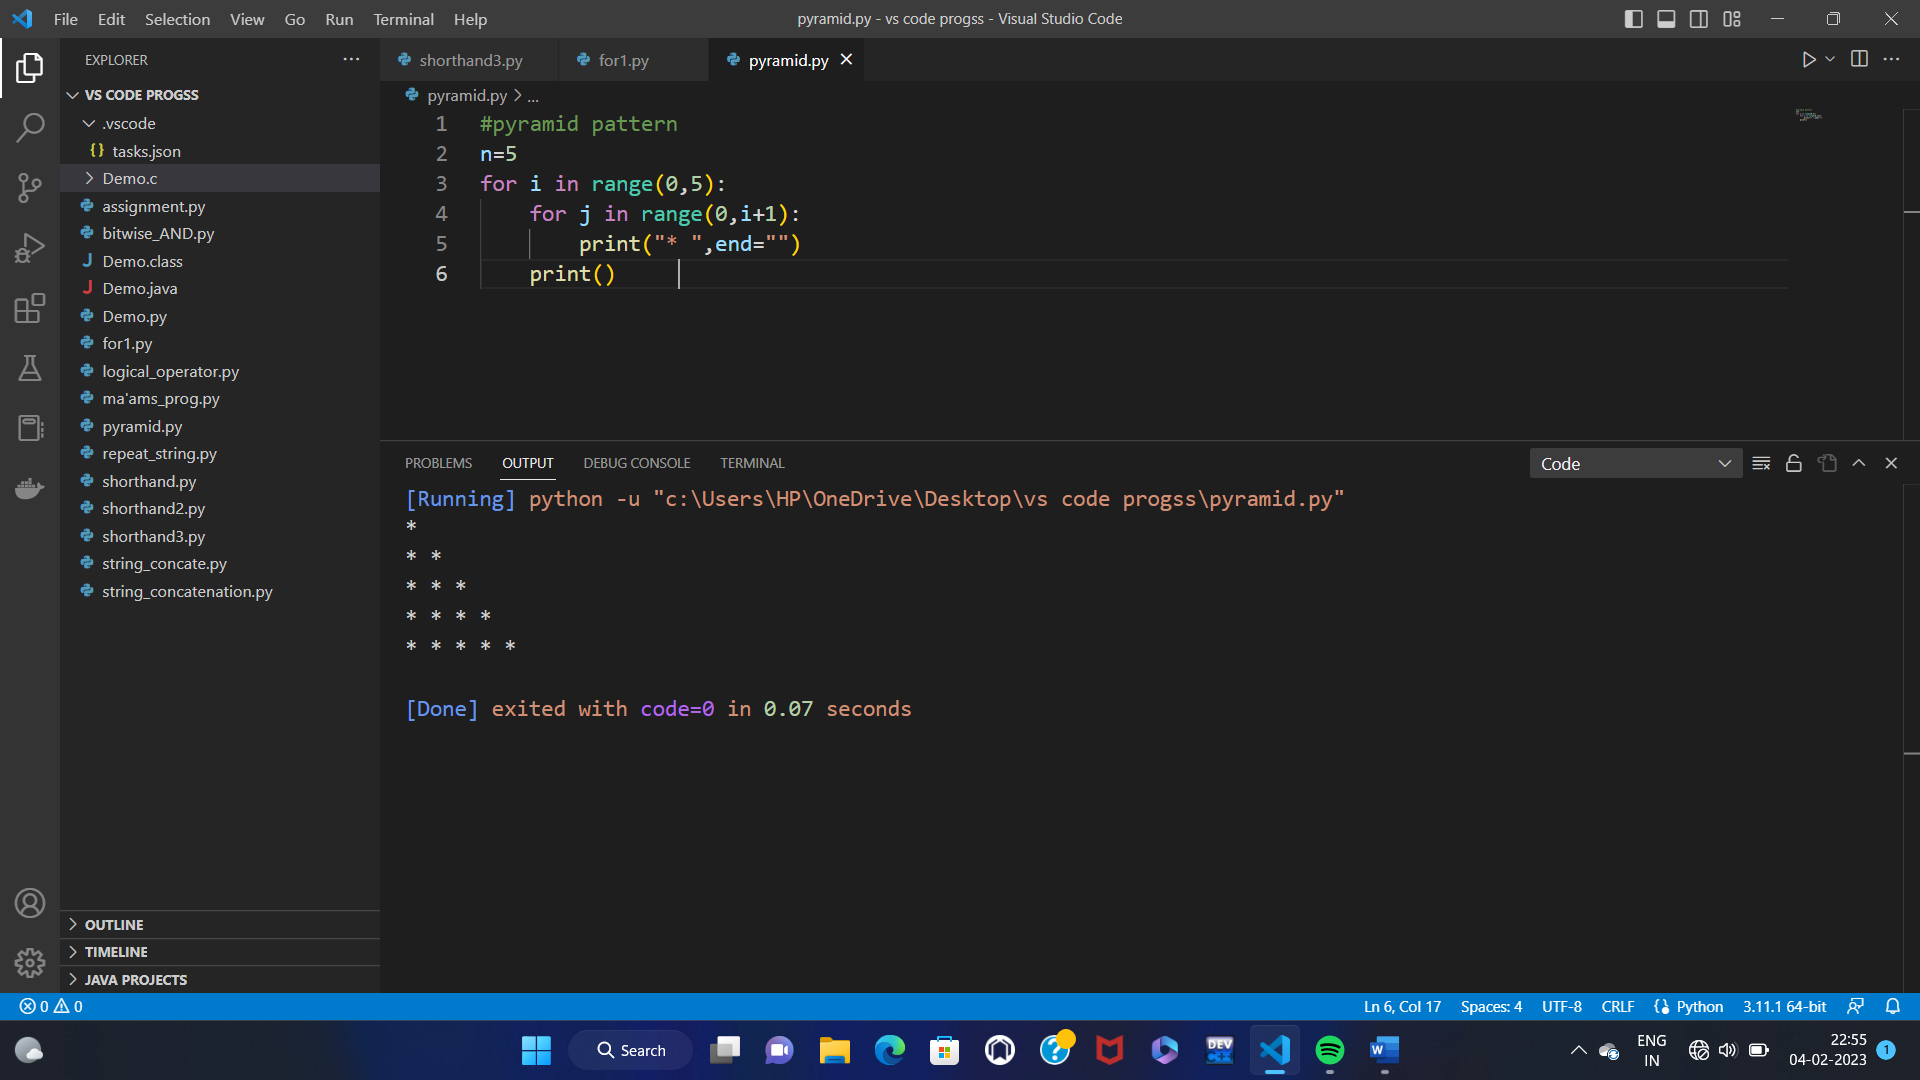 File Edit Selection View Go Run Terminal Help
pyramid.py - vs code progss - Visual Studio Code
EXPLORER
VS CODE PROGSS
.vscode
{} tasks.json
Demo.c
assignment.py
bitwise_AND.py
J Demo.class
J Demo.java
Demo.py
for1.py
logical_operator.py
ma'ams_prog.py
pyramid.py
repeat_string.py
shorthand.py
shorthand2.py
shorthand3.py
string_concate.py
string_concatenation.py
OUTLINE
TIMELINE
JAVA PROJECTS
shorthand3.py for1.py pyramid.py
pyramid.py > ...
1 #pyramid pattern
2 n=5
3 for i in range(0,5):
4     for j in range(0,i+1):
5         print("* ",end="")
6     print()
PROBLEMS OUTPUT DEBUG CONSOLE TERMINAL
Code
[Running] python -u "c:\Users\HP\OneDrive\Desktop\vs code progss\pyramid.py"
*
* *
* * *
* * * *
* * * * *
[Done] exited with code=0 in 0.07 seconds
0 0 Ln 6, Col 17 Spaces: 4 UTF-8 CRLF {} Python 3.11.1 64-bit
Search
DEV
C++
W
ENG
IN
22:55
04-02-2023
1